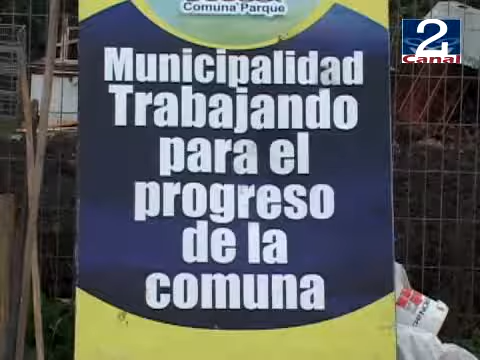 Comuna Parque
Municipalidad
Trabajando
para el
progreso
de la
comuna
2
Canal